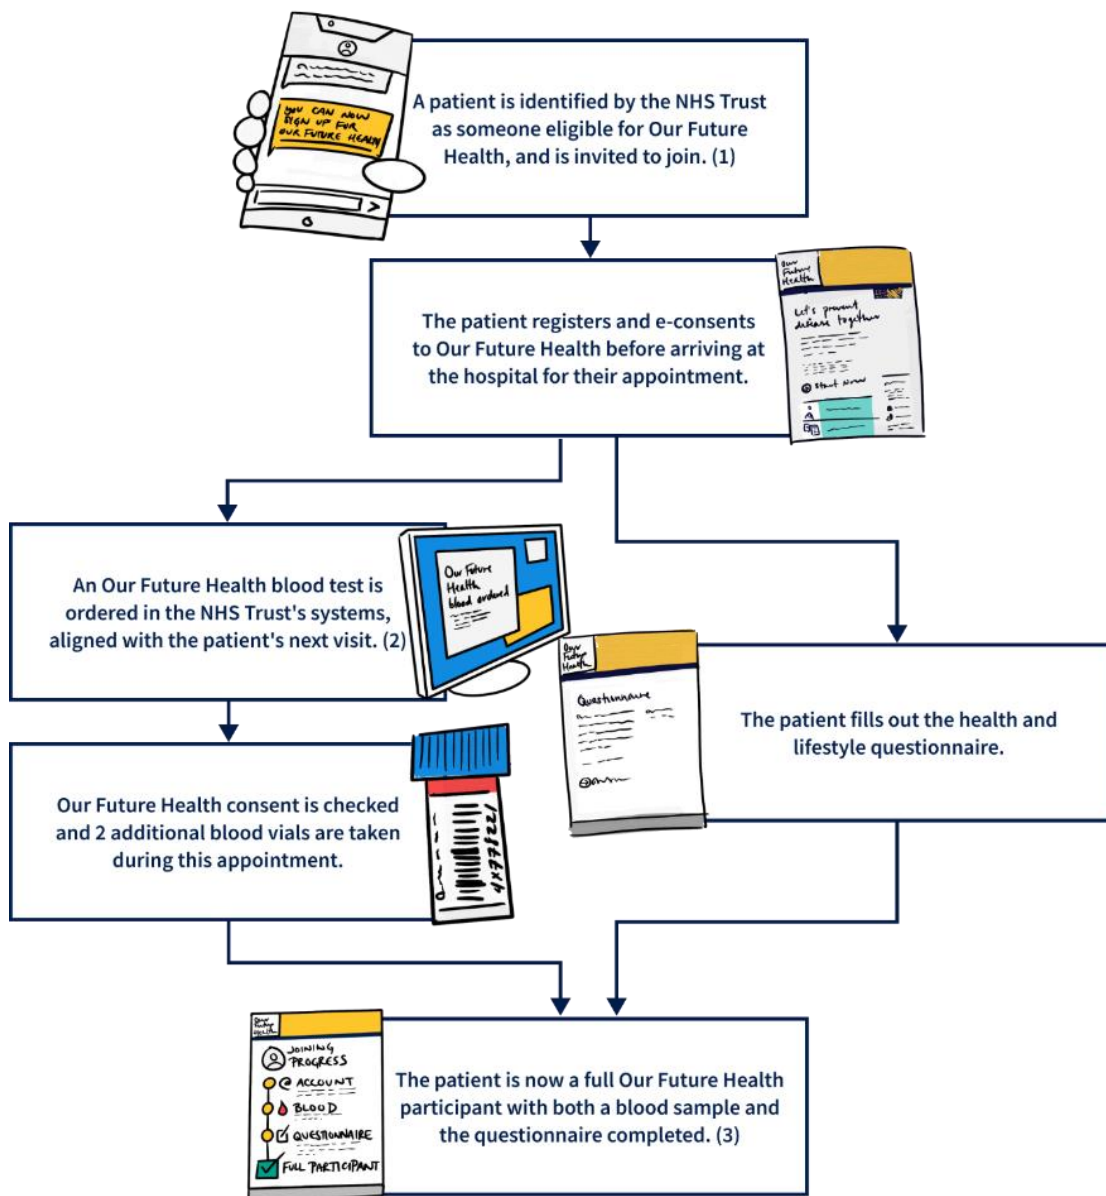 YOU CAN NOW
SIGN UP FOR
OUR FUTURE HEALTH
A patient is identified by the NHS Trust
as someone eligible for Our Future
Health, and is invited to join. (1)
The patient registers and e-consents
to Our Future Health before arriving at
the hospital for their appointment.
Our
Future
Health
Let's prevent
disease together
Start Now
An Our Future Health blood test is
ordered in the NHS Trust's systems,
aligned with the patient's next visit. (2)
Our Future
Health
blood ordered
Our
Future
Health
Questionnaire
The patient fills out the health and
lifestyle questionnaire.
Our Future Health consent is checked
and 2 additional blood vials are taken
during this appointment.
Our
Future
Health
JOINING
PROGRESS
@ ACCOUNT
BLOOD
QUESTIONNAIRE
FULL PARTICIPANT
The patient is now a full Our Future Health
participant with both a blood sample and
the questionnaire completed. (3)